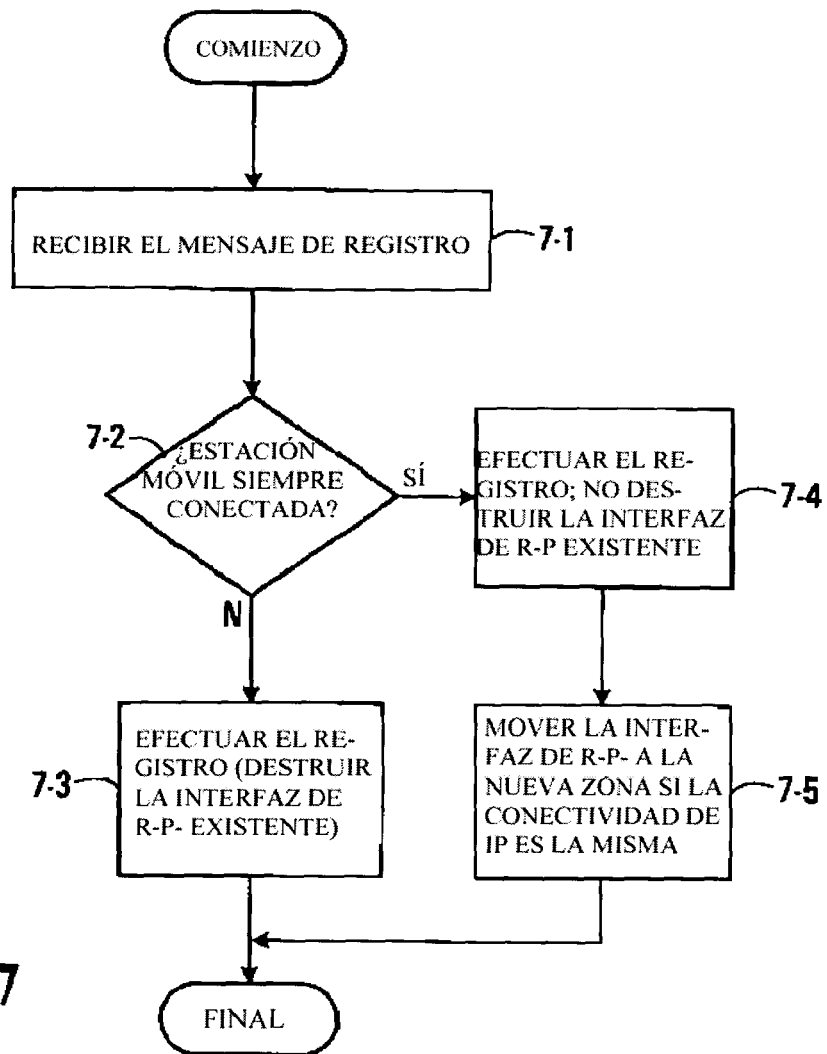 COMIENZO
RECIBIR EL MENSAJE DE REGISTRO
7-1
7-2
¿ESTACIÓN
MÓVIL SIEMPRE
CONECTADA?
SÍ
N
EFECTUAR EL RE-
GISTRO; NO DES-
TRUIR LA INTERFAZ
DE R-P EXISTENTE
7-4
EFECTUAR EL RE-
GISTRO (DESTRUIR
LA INTERFAZ DE
R-P- EXISTENTE)
7-3
MOVER LA INTER-
FAZ DE R-P- A LA
NUEVA ZONA SI LA
CONECTIVIDAD DE
IP ES LA MISMA
7-5
7
FINAL